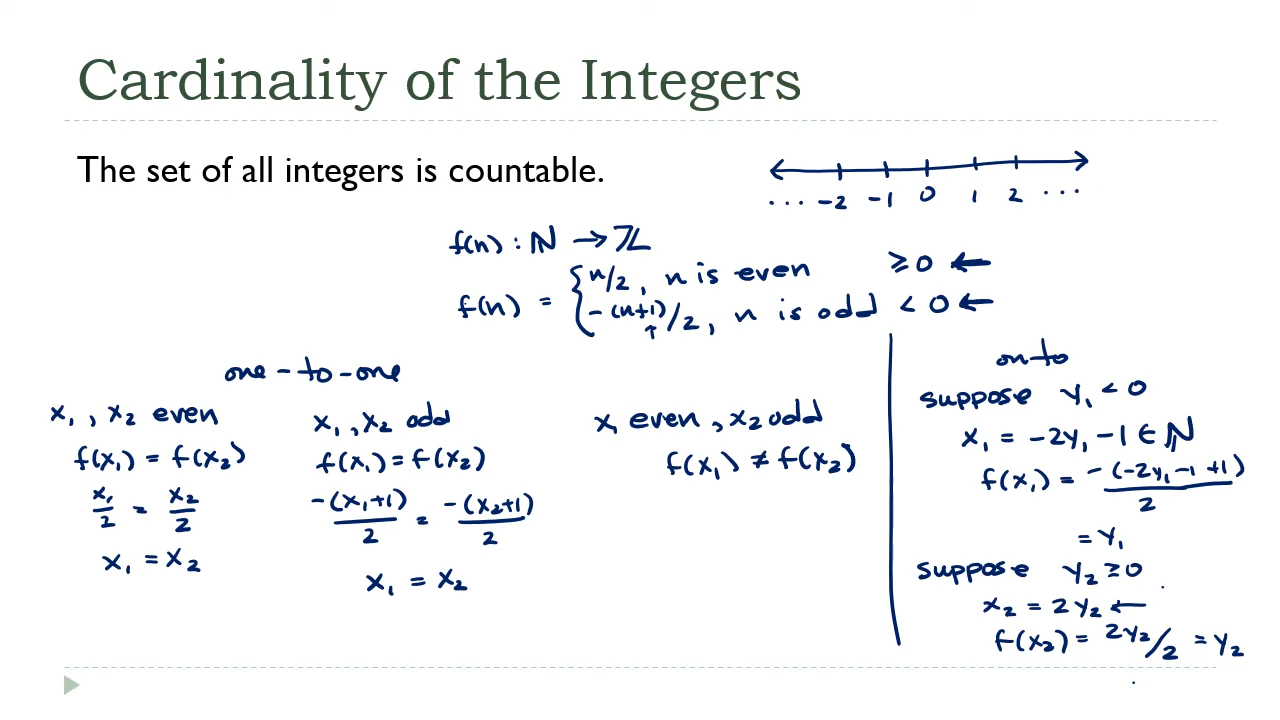 Cardinality of the Integers
The set of all integers is countable.
... -2 -1 0 1 2 ...
f(n) : ℕ → ℤ
f(n) = { n/2, n is even ≥0 ←
-(n+1)/2, n is odd < 0 ←
↑
one-to-one
x₁, x₂ even
f(x₁) = f(x₂)
x₁/2 = x₂/2
x₁ = x₂
x₁, x₂ odd
f(x₁) = f(x₂)
-(x₁+1)/2 = -(x₂+1)/2
x₁ = x₂
x₁ even, x₂ odd
f(x₁) ≠ f(x₂)
onto
suppose y₁ < 0
x₁ = -2y₁ -1 ∈ ℕ
f(x₁) = -(-2y₁-1+1)/2
= y₁
suppose y₂ ≥ 0
x₂ = 2y₂ ←
f(x₂) = 2y₂/2 = y₂